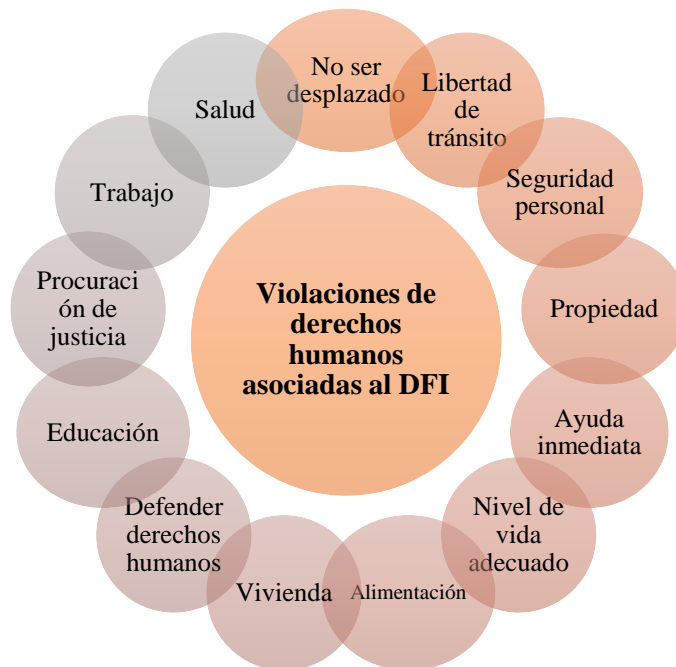 No ser
desplazado
Libertad
de
tránsito
Seguridad
personal
Propiedad
Ayuda
inmediata
Nivel de
vida
adecuado
Alimentación
Vivienda
Defender
derechos
humanos
Educación
Procuraci
ón de
justicia
Trabajo
Salud
Violaciones de
derechos
humanos
asociadas al DFI